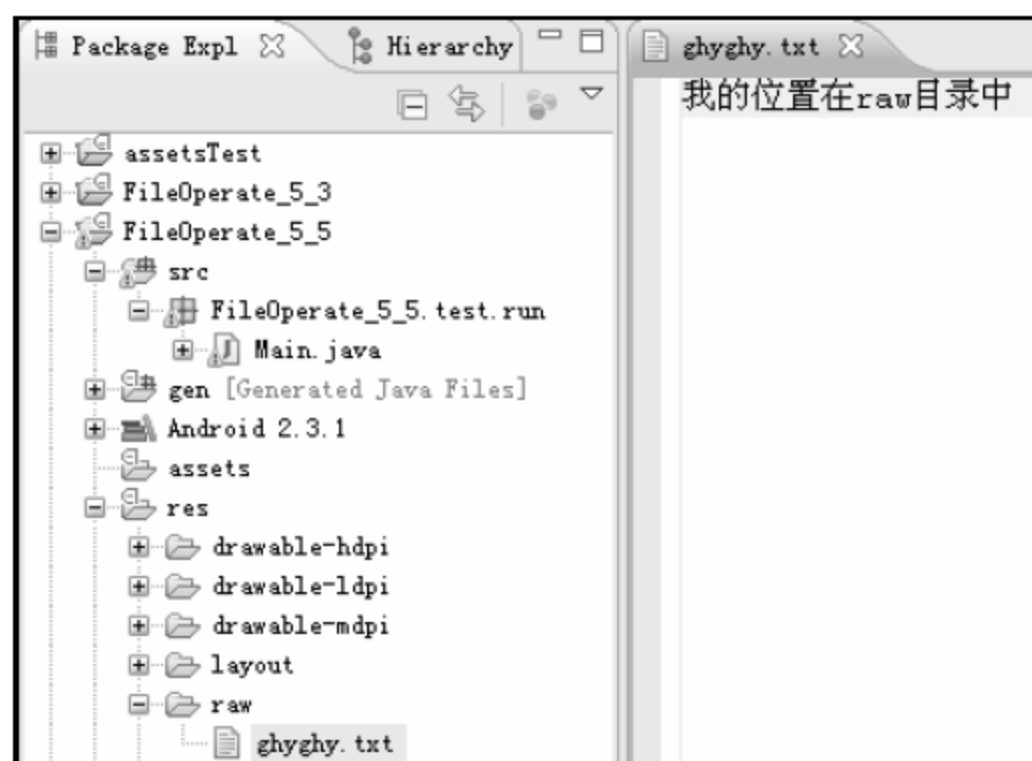 Package Expl
Hierarchy
assetsTest
FileOperate_5_3
FileOperate_5_5
src
FileOperate_5_5.test.run
Main.java
gen [Generated Java Files]
Android 2.3.1
assets
res
drawable-hdpi
drawable-ldpi
drawable-mdpi
layout
raw
ghyghy.txt
ghyghy.txt
我的位置在raw目录中